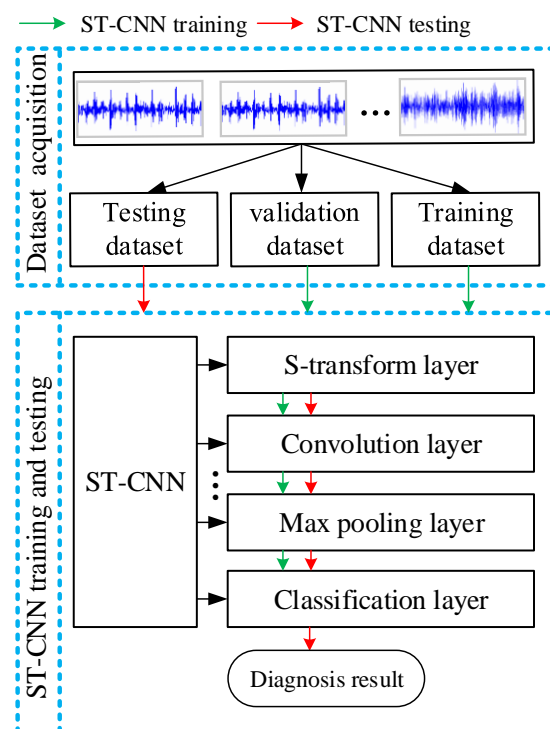 ST-CNN training
ST-CNN testing
Dataset acquisition
...
Testing
dataset
validation
dataset
Training
dataset
ST-CNN training and testing
ST-CNN
S-transform layer
Convolution layer
...
Max pooling layer
Classification layer
Diagnosis result